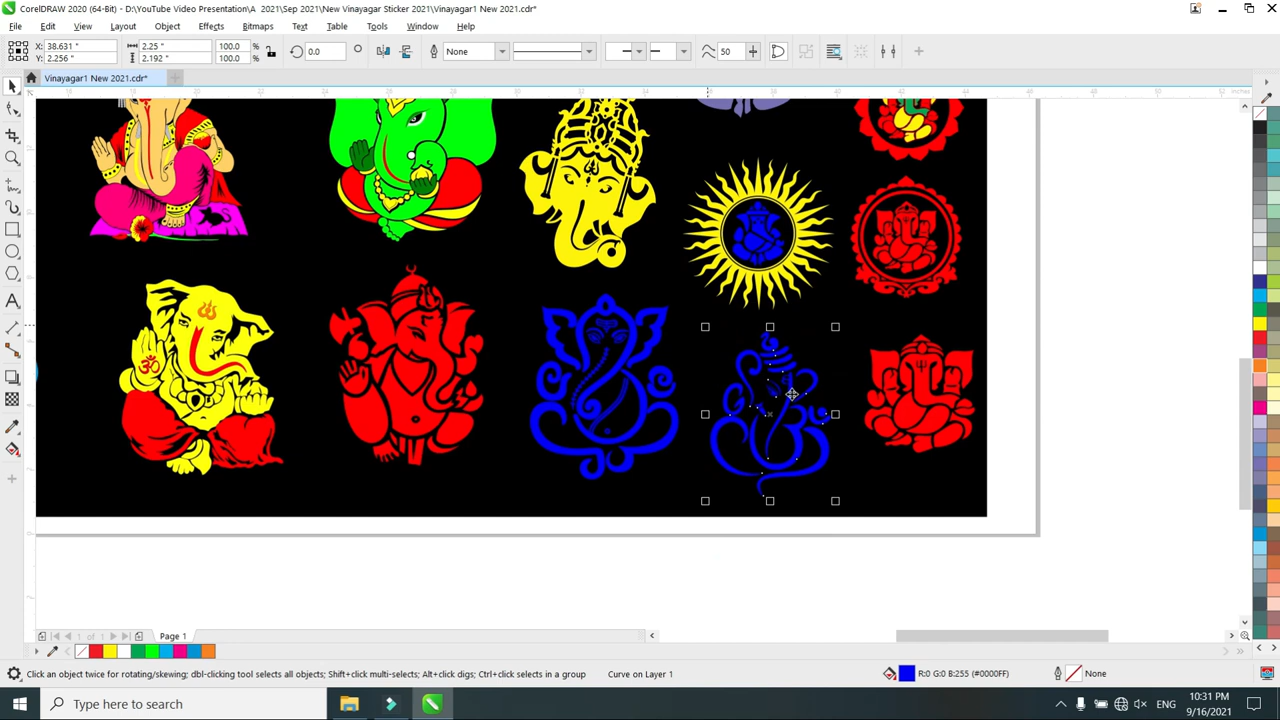 CorelDRAW 2020 (64-Bit) - D:\YouTube Video Presentation\A 2021\Sep 2021\New Vinayagar Sticker 2021\Vinayagar1 New 2021.cdr*
File Edit View Layout Object Effects Bitmaps Text Table Tools Window Help
X: 38.631 " 2.25 " 100.0 % 0.0 ° None 50
Y: 2.256 " 2.192 " 100.0 %
Vinayagar1 New 2021.cdr*
inches
ॐ
ॐ
1 of 1 Page 1
Click an object twice for rotating/skewing; dbl-clicking tool selects all objects; Shift+click multi-selects; Alt+click digs; Ctrl+click selects in a group Curve on Layer 1 R:0 G:0 B:255 (#0000FF) None
Type here to search
ENG 10:31 PM
9/16/2021